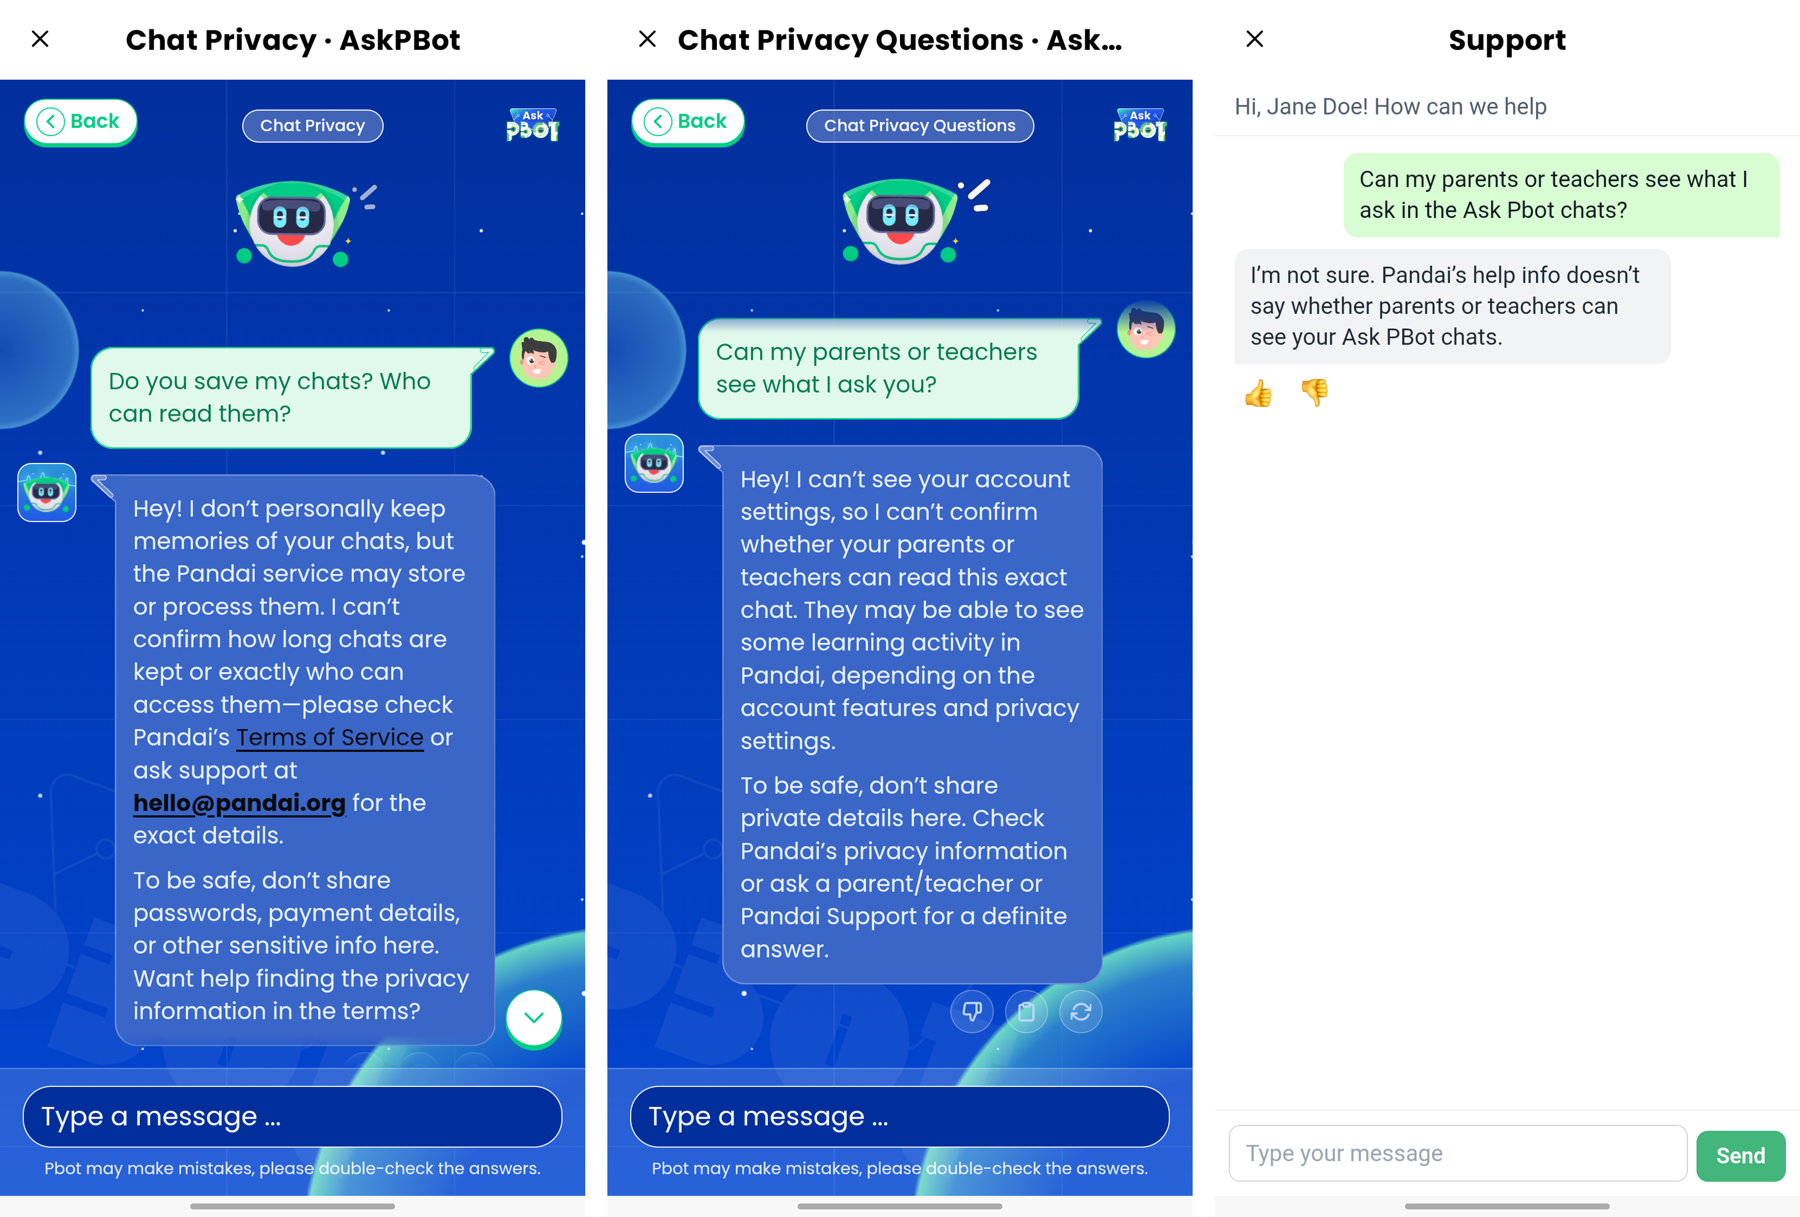 Chat Privacy · AskPBot
Back
Chat Privacy
Ask
PBOT
Do you save my chats? Who
can read them?
Hey! I don't personally keep
memories of your chats, but
the Pandai service may store
or process them. I can't
confirm how long chats are
kept or exactly who can
access them—please check
Pandai's Terms of Service or
ask support at
hello@pandai.org for the
exact details.
To be safe, don't share
passwords, payment details,
or other sensitive info here.
Want help finding the privacy
information in the terms?
Type a message ...
Pbot may make mistakes, please double-check the answers.
Chat Privacy Questions · Ask...
Back
Chat Privacy Questions
Ask
PBOT
Can my parents or teachers
see what I ask you?
Hey! I can't see your account
settings, so I can't confirm
whether your parents or
teachers can read this exact
chat. They may be able to see
some learning activity in
Pandai, depending on the
account features and privacy
settings.
To be safe, don't share
private details here. Check
Pandai's privacy information
or ask a parent/teacher or
Pandai Support for a definite
answer.
Type a message ...
Pbot may make mistakes, please double-check the answers.
Support
Hi, Jane Doe! How can we help
Can my parents or teachers see what I
ask in the Ask Pbot chats?
I'm not sure. Pandai's help info doesn't
say whether parents or teachers can
see your Ask PBot chats.
Type your message
Send